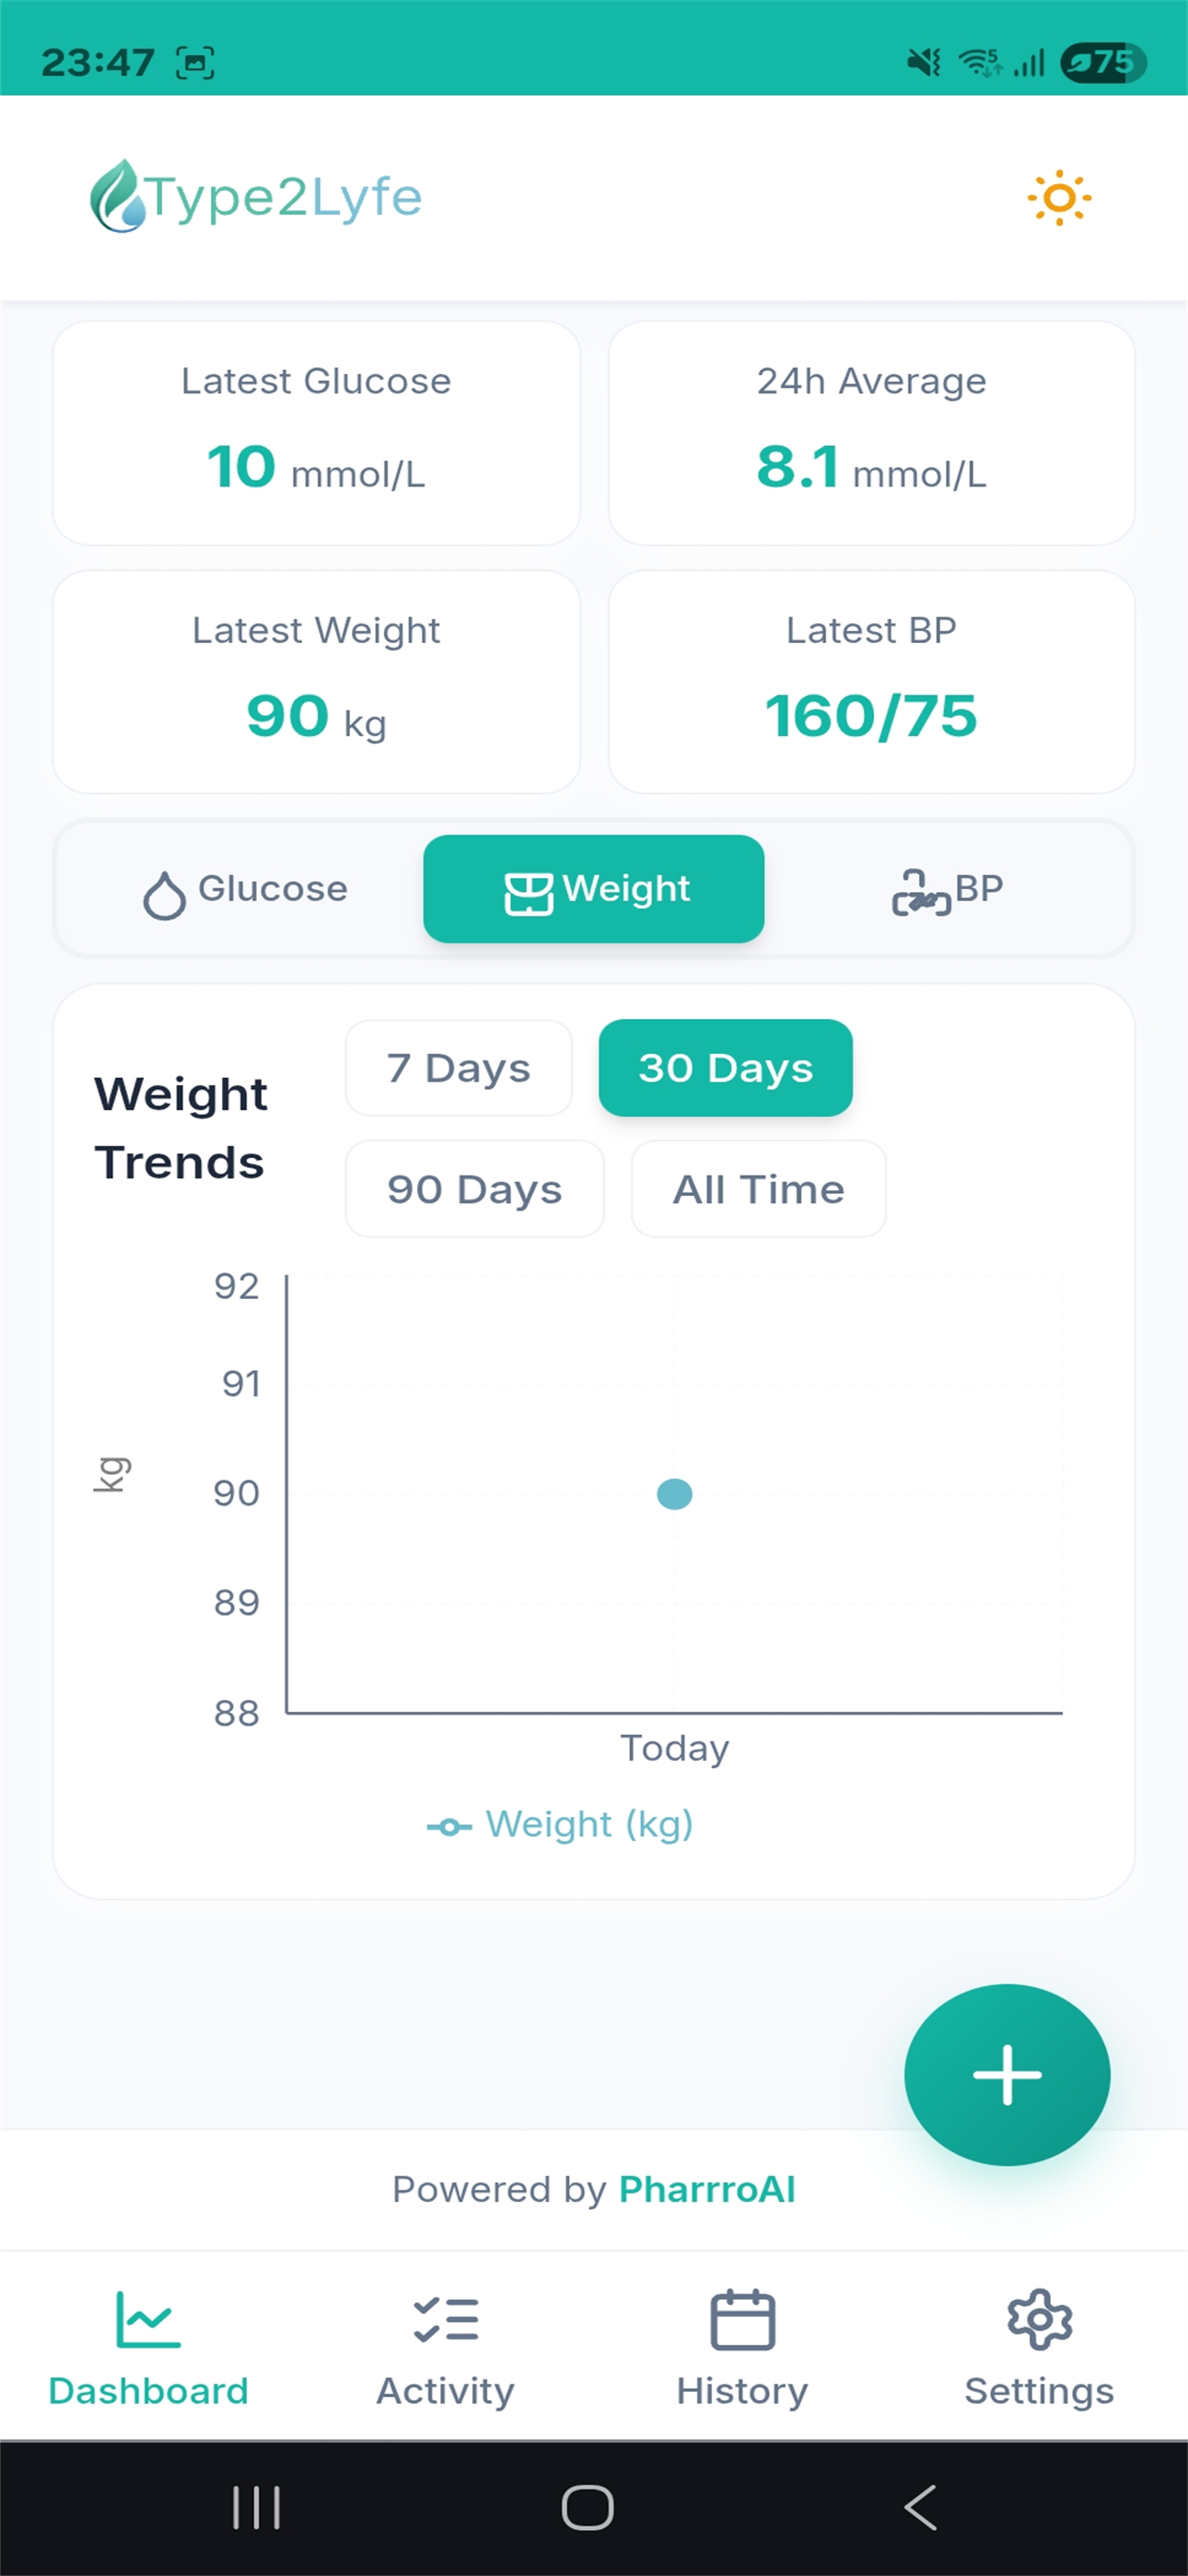 23:47
5
75
Type2Lyfe
Latest Glucose
10 mmol/L
24h Average
8.1 mmol/L
Latest Weight
90 kg
Latest BP
160/75
Glucose
Weight
BP
Weight
Trends
7 Days
30 Days
90 Days
All Time
92
91
90
89
88
kg
Today
Weight (kg)
Powered by PharrroAI
Dashboard
Activity
History
Settings